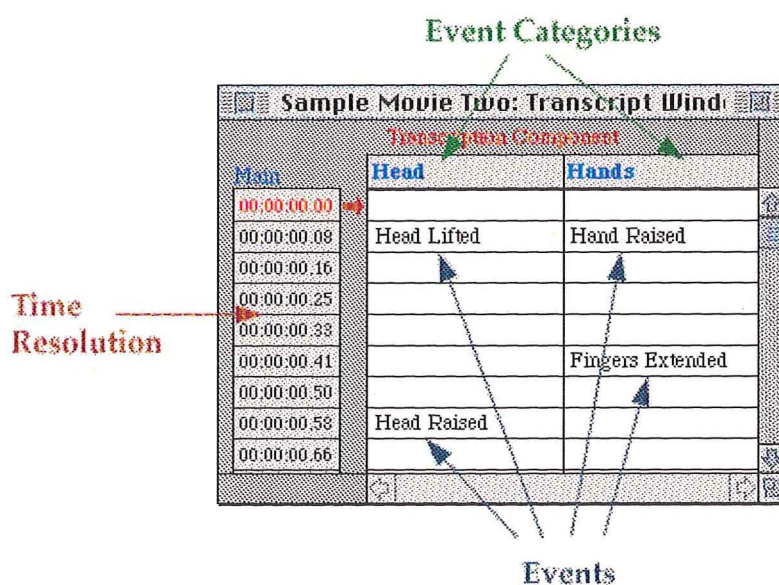 Event Categories
Sample Movie Two: Transcript Wind
Transcription Component
Main Head Hands
00:00:00.00
00:00:00.08 Head Lifted Hand Raised
00:00:00.16
00:00:00.25
00:00:00.33
00:00:00.41 Fingers Extended
00:00:00.50
00:00:00.58 Head Raised
00:00:00.66
Time
Resolution
Events